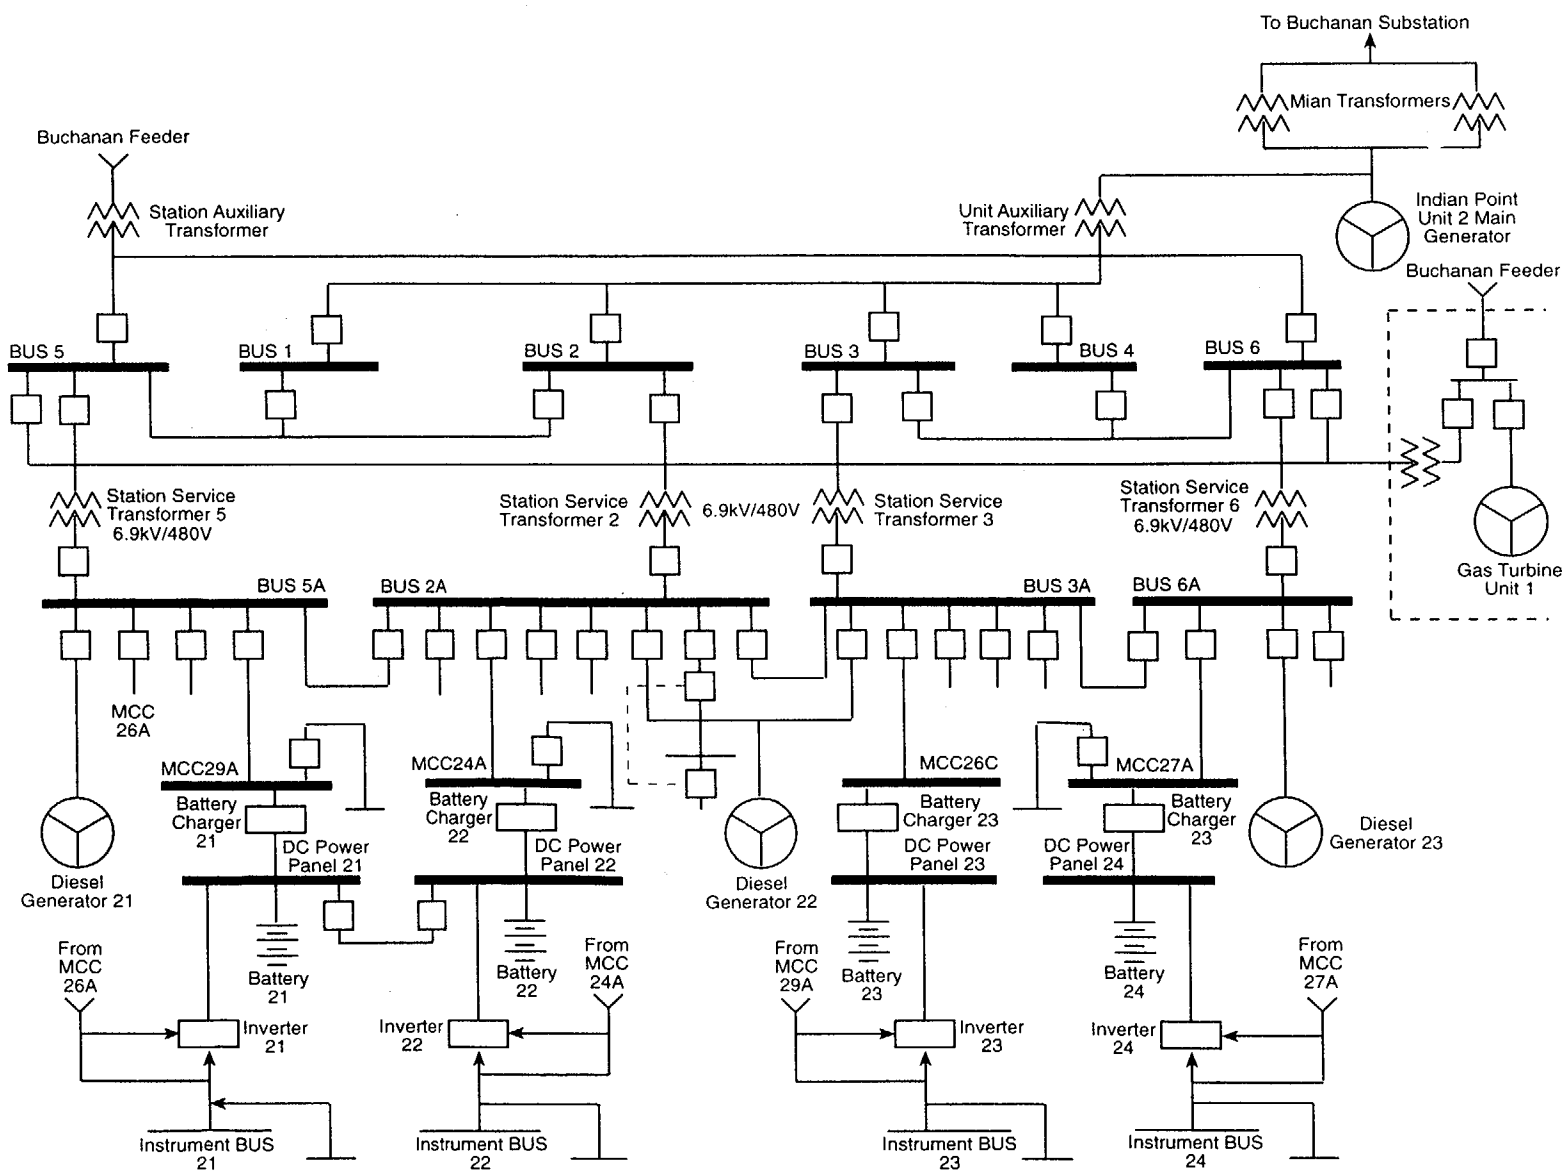 To Buchanan Substation
Mian Transformers
Buchanan Feeder
Station Auxiliary
Transformer
Unit Auxiliary
Transformer
Indian Point
Unit 2 Main
Generator
Buchanan Feeder
BUS 5
BUS 1
BUS 2
BUS 3
BUS 4
BUS 6
Station Service
Transformer 5
6.9kV/480V
Station Service
Transformer 2
6.9kV/480V
Station Service
Transformer 3
Station Service
Transformer 6
6.9kV/480V
Gas Turbine
Unit 1
BUS 5A
BUS 2A
BUS 3A
BUS 6A
MCC
26A
MCC29A
MCC24A
MCC26C
MCC27A
Battery
Charger
21
Battery
Charger
22
Battery
Charger 23
Battery
Charger
23
DC Power
Panel 21
DC Power
Panel 22
DC Power
Panel 23
DC Power
Panel 24
Diesel
Generator 21
Diesel
Generator 22
Diesel
Generator 23
From
MCC
26A
Battery
21
Battery
22
From
MCC
24A
From
MCC
29A
Battery
23
Battery
24
From
MCC
27A
Inverter
21
Inverter
22
Inverter
23
Inverter
24
Instrument BUS
21
Instrument BUS
22
Instrument BUS
23
Instrument BUS
24